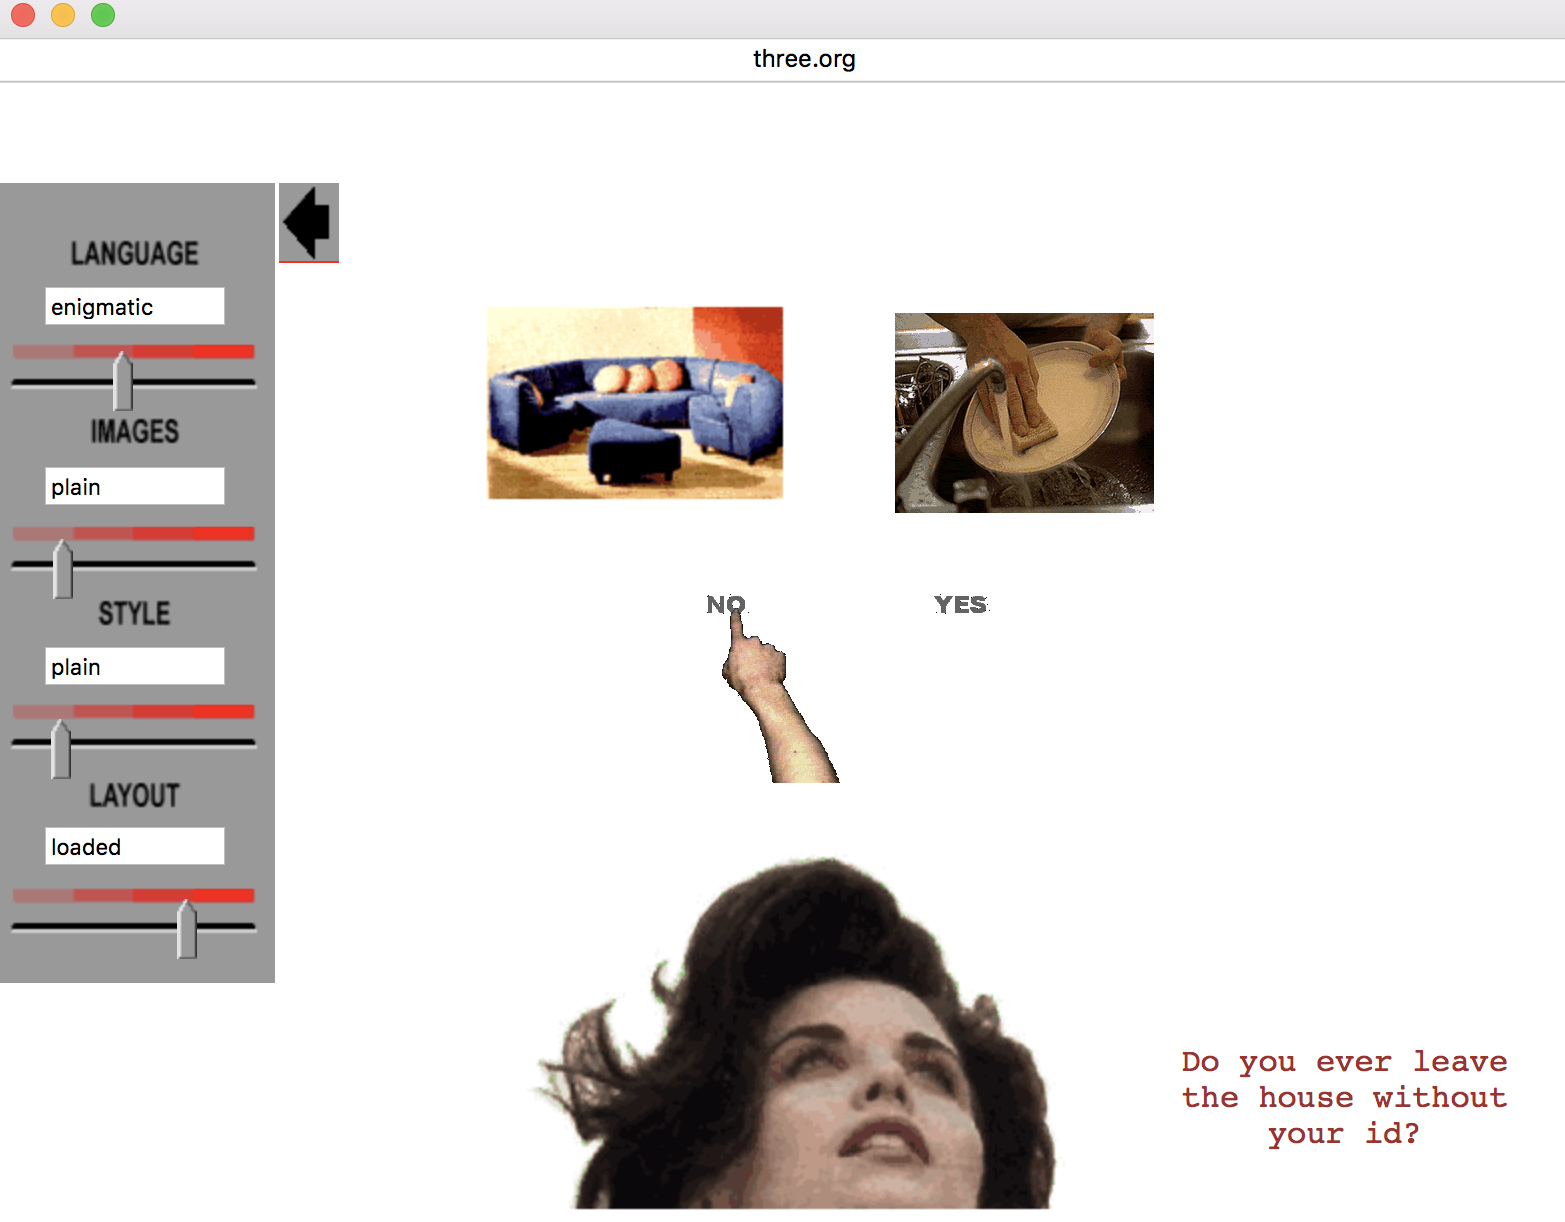 three.org
LANGUAGE
enigmatic
IMAGES
plain
STYLE
plain
LAYOUT
loaded
NO YES
Do you ever leave
the house without
your id?